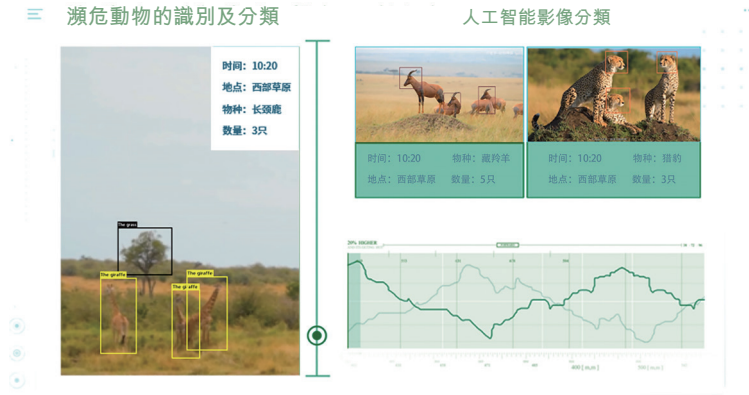 瀕危動物的識別及分類
人工智能影像分類
时间：10:20
地点：西部草原
物种：长颈鹿
数量：3只
The grass
The giraffe
The giraffe
The giraffe
时间：10:20 物种：藏羚羊
地点：西部草原 数量：5只
时间：10:20 物种：猎豹
地点：西部草原 数量：3只
20% HIGHER